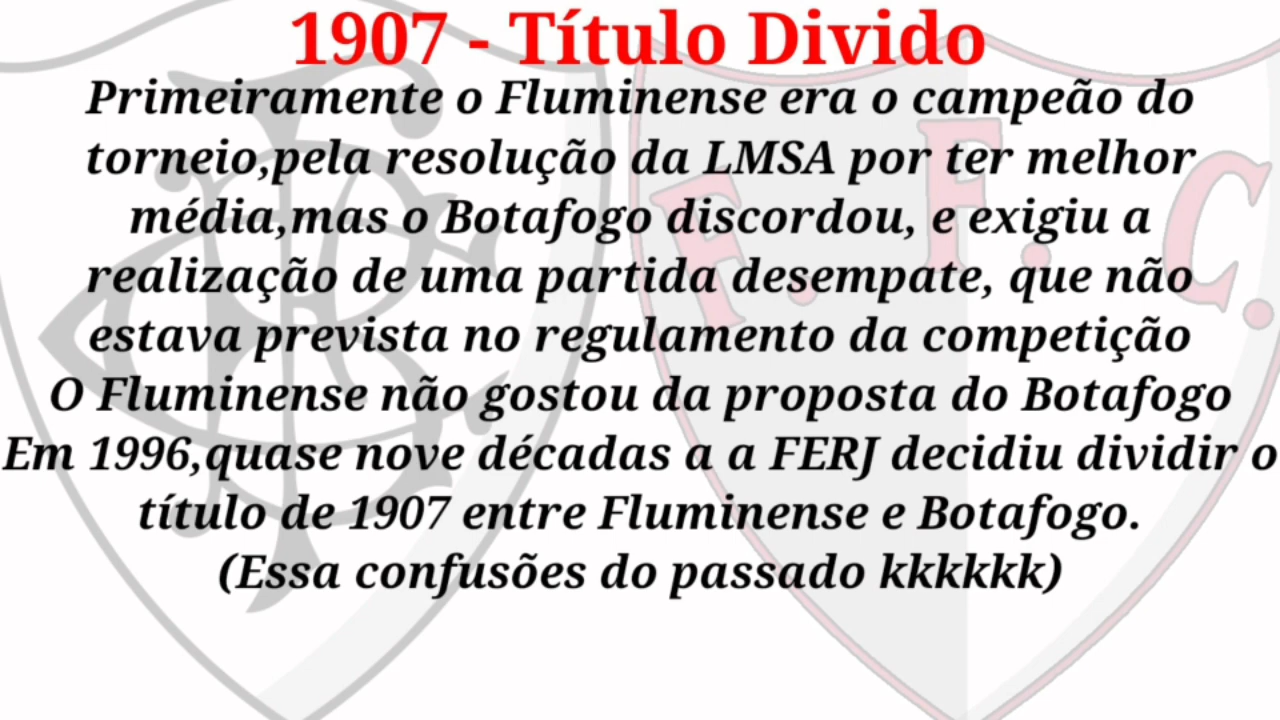 1907 - Título Divido
Primeiramente o Fluminense era o campeão do
torneio,pela resolução da LMSA por ter melhor
média,mas o Botafogo discordou, e exigiu a
realização de uma partida desempate, que não
estava prevista no regulamento da competição
O Fluminense não gostou da proposta do Botafogo
Em 1996,quase nove décadas a a FERJ decidiu dividir o
título de 1907 entre Fluminense e Botafogo.
(Essa confusões do passado kkkkkk)
F. F. C.